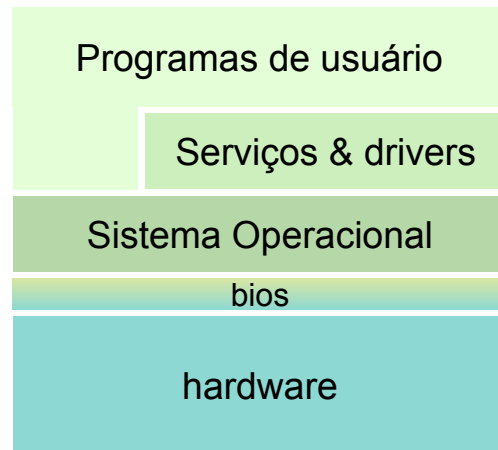 Programas de usuário
Serviços & drivers
Sistema Operacional
bios
hardware